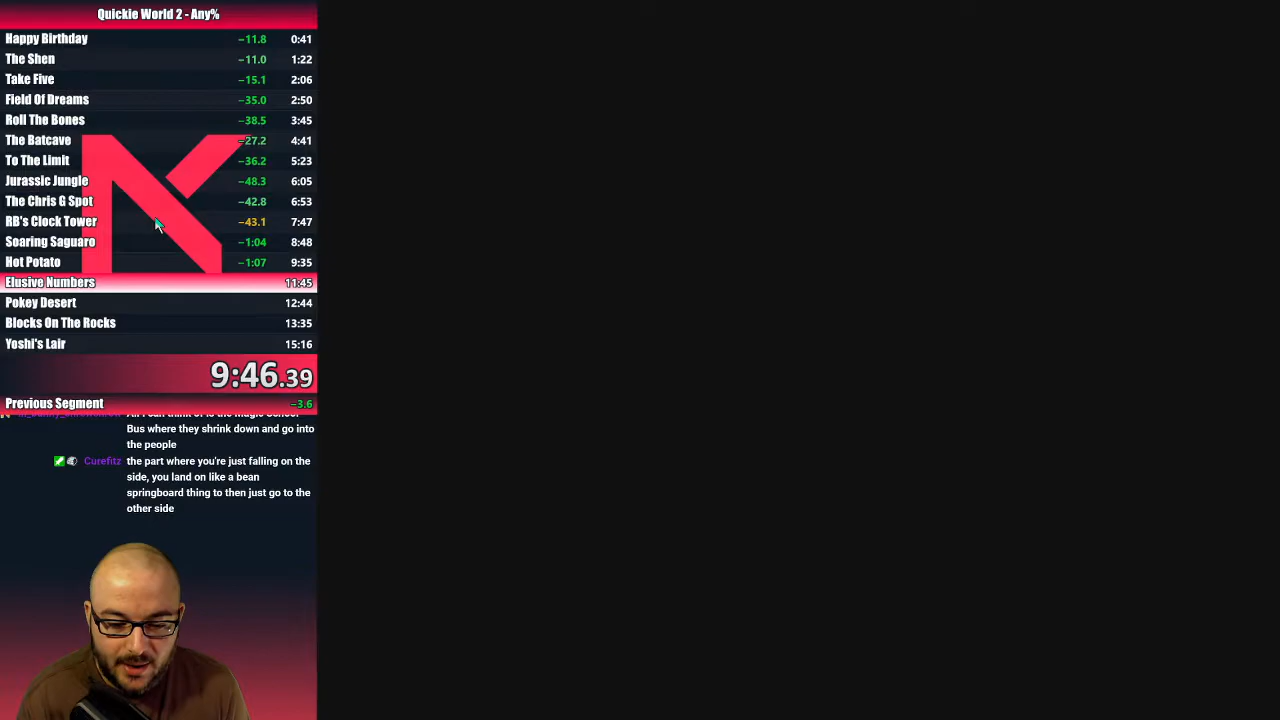 Quickie World 2 - Any%
Happy Birthday −11.8 0:41
The Shen −11.0 1:22
Take Five −15.1 2:06
Field Of Dreams −35.0 2:50
Roll The Bones −38.5 3:45
The Batcave −27.2 4:41
To The Limit −36.2 5:23
Jurassic Jungle −48.3 6:05
The Chris G Spot −42.8 6:53
RB's Clock Tower −43.1 7:47
Soaring Saguaro −1:04 8:48
Hot Potato −1:07 9:35
Elusive Numbers 11:45
Pokey Desert 12:44
Blocks On The Rocks 13:35
Yoshi's Lair 15:16
9:46.39
Previous Segment −3.6
Bus where they shrink down and go into
the people
Curefitz the part where you're just falling on the
side, you land on like a bean
springboard thing to then just go to the
other side